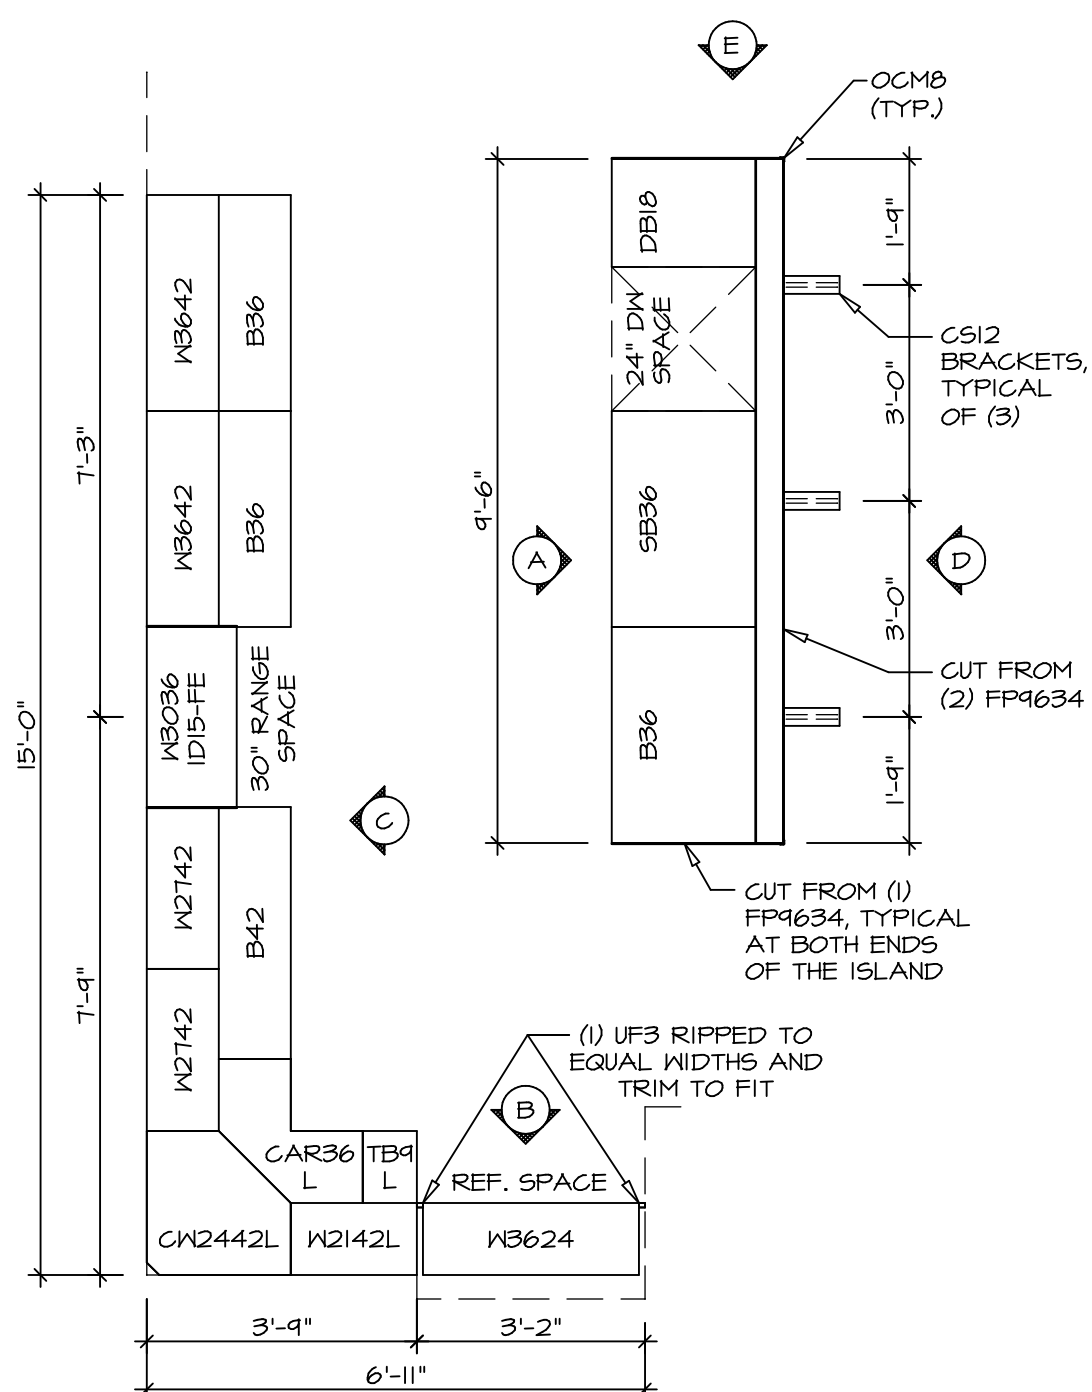 E
OCM8
(TYP.)
1'-9"
DB18
24" DW
SPACE
CS12
BRACKETS,
TYPICAL
OF (3)
3'-0"
W3642
B36
7'-3"
9'-6"
W3642
B36
SB36
A
D
3'-0"
CUT FROM
(2) FP9634
15'-0"
W3036
1D15-FE
30" RANGE
SPACE
B36
1'-9"
C
W2742
B42
CUT FROM (1)
FP9634, TYPICAL
AT BOTH ENDS
OF THE ISLAND
7'-9"
W2742
(1) UF3 RIPPED TO
EQUAL WIDTHS AND
TRIM TO FIT
B
CAR36
L
TB9
L
REF. SPACE
CW2442L
W2142L
W3624
3'-9"
3'-2"
6'-11"